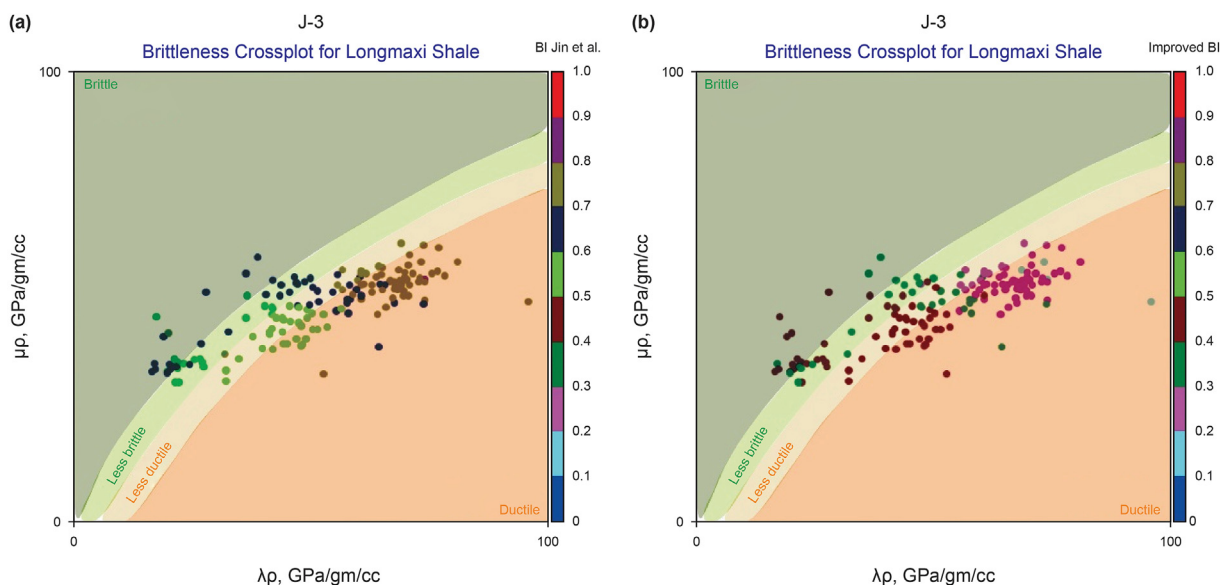 (a)
J-3
Brittleness Crossplot for Longmaxi Shale
BI Jin et al.
100
Brittle
1.0
0.9
0.8
0.7
0.6
0.5
0.4
0.3
0.2
0.1
0
μρ, GPa/gm/cc
Less brittle
Less ductile
Ductile
0
0
100
λρ, GPa/gm/cc
(b)
J-3
Brittleness Crossplot for Longmaxi Shale
Improved BI
100
Brittle
1.0
0.9
0.8
0.7
0.6
0.5
0.4
0.3
0.2
0.1
0
μρ, GPa/gm/cc
Less brittle
Less ductile
Ductile
0
0
100
λρ, GPa/gm/cc